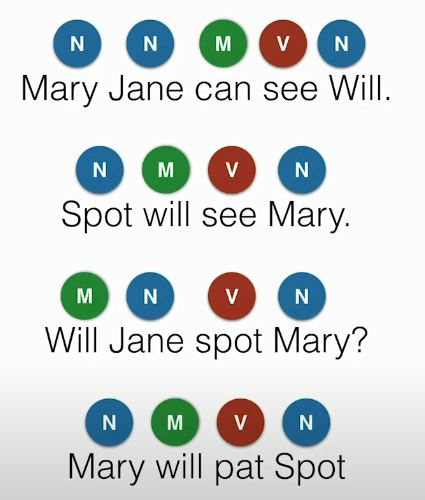 N N M V N
Mary Jane can see Will.
N M V N
Spot will see Mary.
M N V N
Will Jane spot Mary?
N M V N
Mary will pat Spot